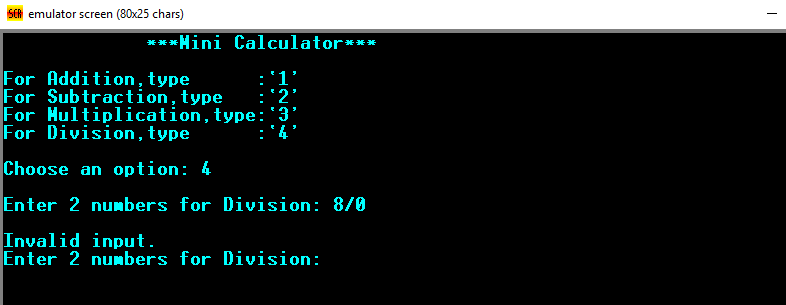 emulator screen (80x25 chars)
***Mini Calculator***
For Addition,type      :'1'
For Subtraction,type   :'2'
For Multiplication,type:'3'
For Division,type      :'4'
Choose an option: 4
Enter 2 numbers for Division: 8/0
Invalid input.
Enter 2 numbers for Division: